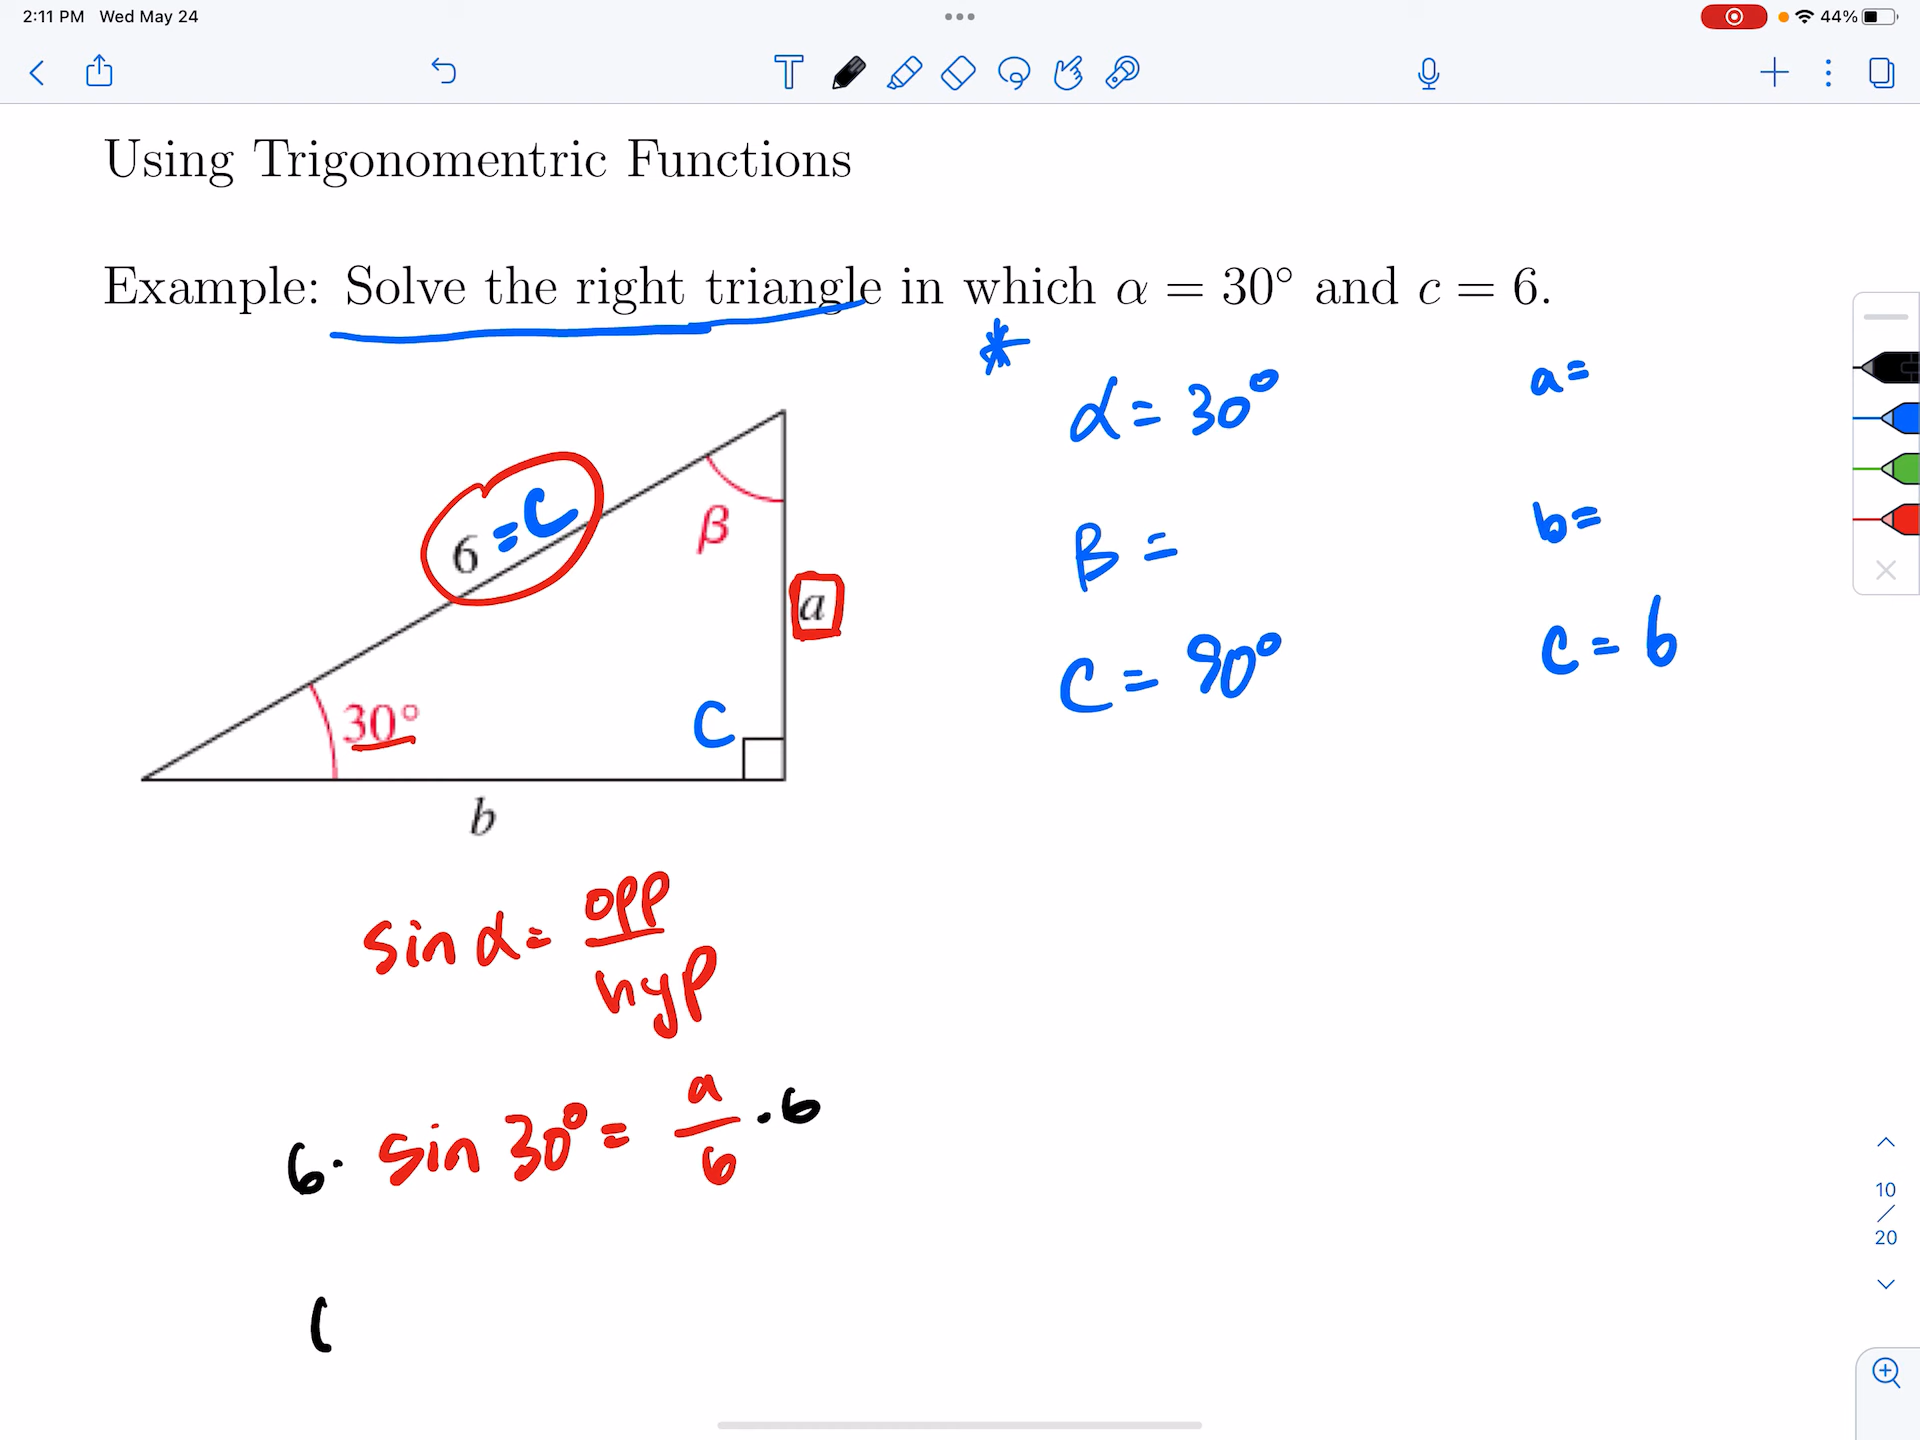 2:11 PM Wed May 24
44%
T
Using Trigonomentric Functions
Example: Solve the right triangle in which α = 30° and c = 6.
*
α = 30°
a =
6 = c
β
B =
b =
a
C = 90°
c = 6
30°
C
b
sin α = opp/hyp
6 · sin 30° = a/6 · 6
(
10
/
20